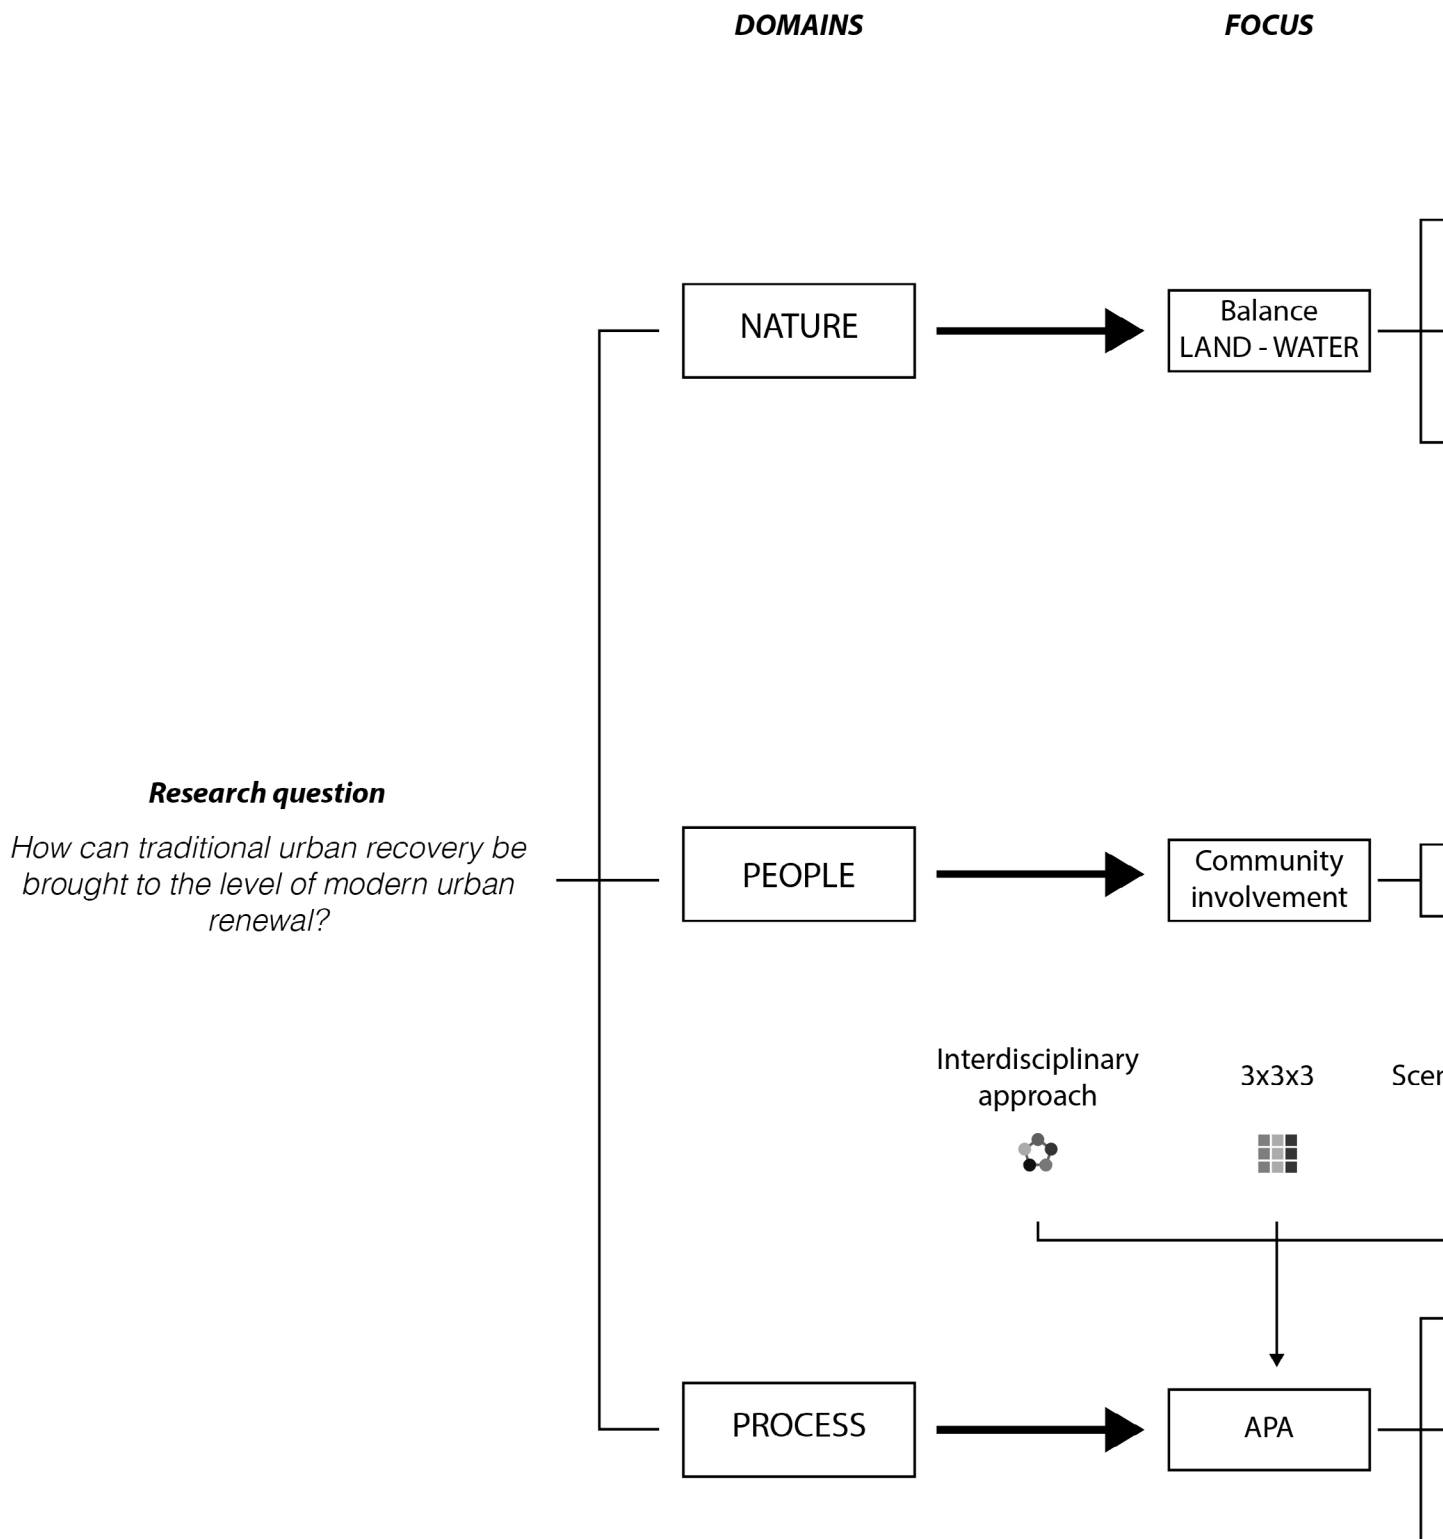 DOMAINS
FOCUS
NATURE
Balance
LAND - WATER
Research question
How can traditional urban recovery be
brought to the level of modern urban
renewal?
PEOPLE
Community
involvement
Interdisciplinary
approach
3x3x3
PROCESS
APA